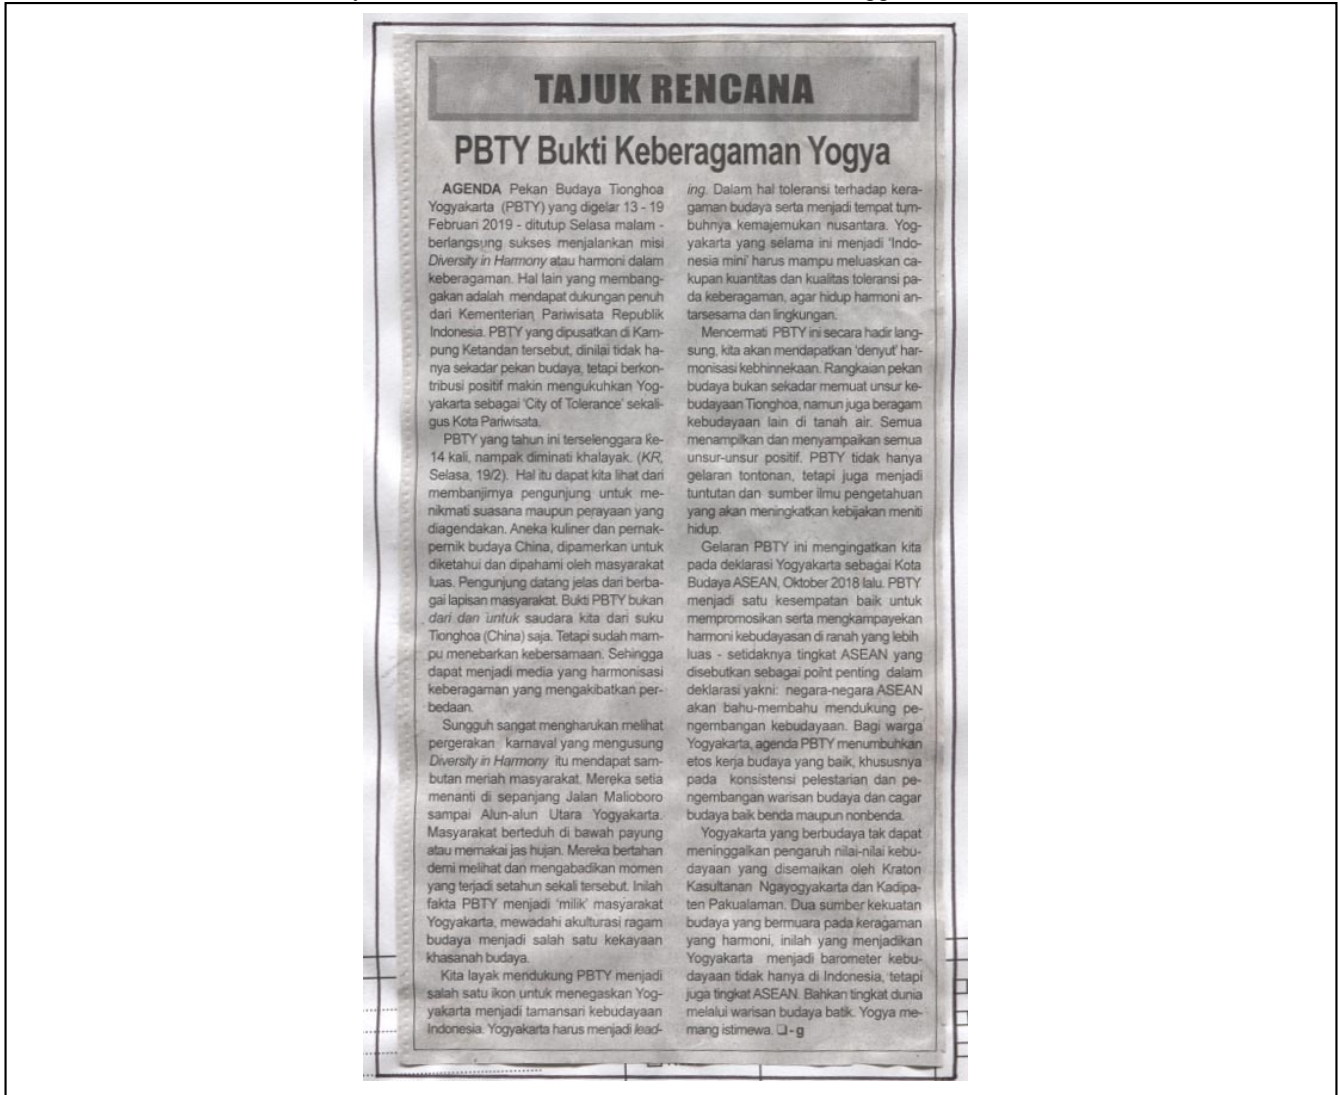 TAJUK RENCANA
PBTY Bukti Keberagaman Yogya
AGENDA Pekan Budaya Tionghoa
Yogyakarta (PBTY) yang digelar 13 - 19
Februari 2019 - ditutup Selasa malam -
berlangsung sukses menjalankan misi
Diversity in Harmony atau harmoni dalam
keberagaman. Hal lain yang membang-
gakan adalah mendapat dukungan penuh
dari Kementerian Pariwisata Republik
Indonesia. PBTY yang dipusatkan di Kam-
pung Ketandan tersebut, dinilai tidak ha-
nya sekadar pekan budaya, tetapi berkon-
tribusi positif makin mengukuhkan Yog-
yakarta sebagai 'City of Tolerance' sekali-
gus Kota Pariwisata.
PBTY yang tahun ini terselenggara ke-
14 kali, nampak diminati khalayak. (KR,
Selasa, 19/2). Hal itu dapat kita lihat dari
membanjirnya pengunjung untuk me-
nikmati suasana maupun perayaan yang
diagendakan. Aneka kuliner dan pernak-
pernik budaya China, dipamerkan untuk
diketahui dan dipahami oleh masyarakat
luas. Pengunjung datang jelas dari berba-
gai lapisan masyarakat. Bukti PBTY bukan
dari dan untuk saudara kita dari suku
Tionghoa (China) saja. Tetapi sudah mam-
pu menebarkan kebersamaan. Sehingga
dapat menjadi media yang harmonisasi
keberagaman yang mengakibatkan per-
bedaan.
Sungguh sangat mengharukan melihat
pergerakan karnaval yang mengusung
Diversity in Harmony itu mendapat sam-
butan meriah masyarakat. Mereka setia
menanti di sepanjang Jalan Malioboro
sampai Alun-alun Utara Yogyakarta.
Masyarakat berteduh di bawah payung
atau memakai jas hujan. Mereka bertahan
demi melihat dan mengabadikan momen
yang terjadi setahun sekali tersebut. Inilah
fakta PBTY menjadi 'milik' masyarakat
Yogyakarta, mewadahi akulturasi ragam
budaya menjadi salah satu kekayaan
khasanah budaya.
Kita layak mendukung PBTY menjadi
salah satu ikon untuk menegaskan Yog-
yakarta menjadi tamansari kebudayaan
Indonesia. Yogyakarta harus menjadi lead-
ing. Dalam hal toleransi terhadap kera-
gaman budaya serta menjadi tempat tum-
buhnya kemajemukan nusantara. Yog-
yakarta yang selama ini menjadi 'Indo-
nesia mini' harus mampu meluaskan ca-
kupan kuantitas dan kualitas toleransi pa-
da keberagaman, agar hidup harmoni an-
tarsesama dan lingkungan.
Mencermati PBTY ini secara hadir lang-
sung, kita akan mendapatkan 'denyut' har-
monisasi kebhinnekaan. Rangkaian pekan
budaya bukan sekadar memuat unsur ke-
budayaan Tionghoa, namun juga beragam
kebudayaan lain di tanah air. Semua
menampilkan dan menyampaikan semua
unsur-unsur positif. PBTY tidak hanya
gelaran tontonan, tetapi juga menjadi
tuntutan dan sumber ilmu pengetahuan
yang akan meningkatkan kebijakan meniti
hidup.
Gelaran PBTY ini mengingatkan kita
pada deklarasi Yogyakarta sebagai Kota
Budaya ASEAN, Oktober 2018 lalu. PBTY
menjadi satu kesempatan baik untuk
mempromosikan serta mengkampayekan
harmoni kebudayasan di ranah yang lebih
luas - setidaknya tingkat ASEAN yang
disebutkan sebagai point penting dalam
deklarasi yakni: negara-negara ASEAN
akan bahu-membahu mendukung pe-
ngembangan kebudayaan. Bagi warga
Yogyakarta, agenda PBTY menumbuhkan
etos kerja budaya yang baik, khususnya
pada konsistensi pelestarian dan pe-
ngembangan warisan budaya dan cagar
budaya baik benda maupun nonbenda.
Yogyakarta yang berbudaya tak dapat
meninggalkan pengaruh nilai-nilai kebu-
dayaan yang disemaikan oleh Kraton
Kasultanan Ngayogyakarta dan Kadipa-
ten Pakualaman. Dua sumber kekuatan
budaya yang bermuara pada keragaman
yang harmoni, inilah yang menjadikan
Yogyakarta menjadi barometer kebu-
dayaan tidak hanya di Indonesia, tetapi
juga tingkat ASEAN. Bahkan tingkat dunia
melalui warisan budaya batik. Yogya me-
mang istimewa. ❑ - g